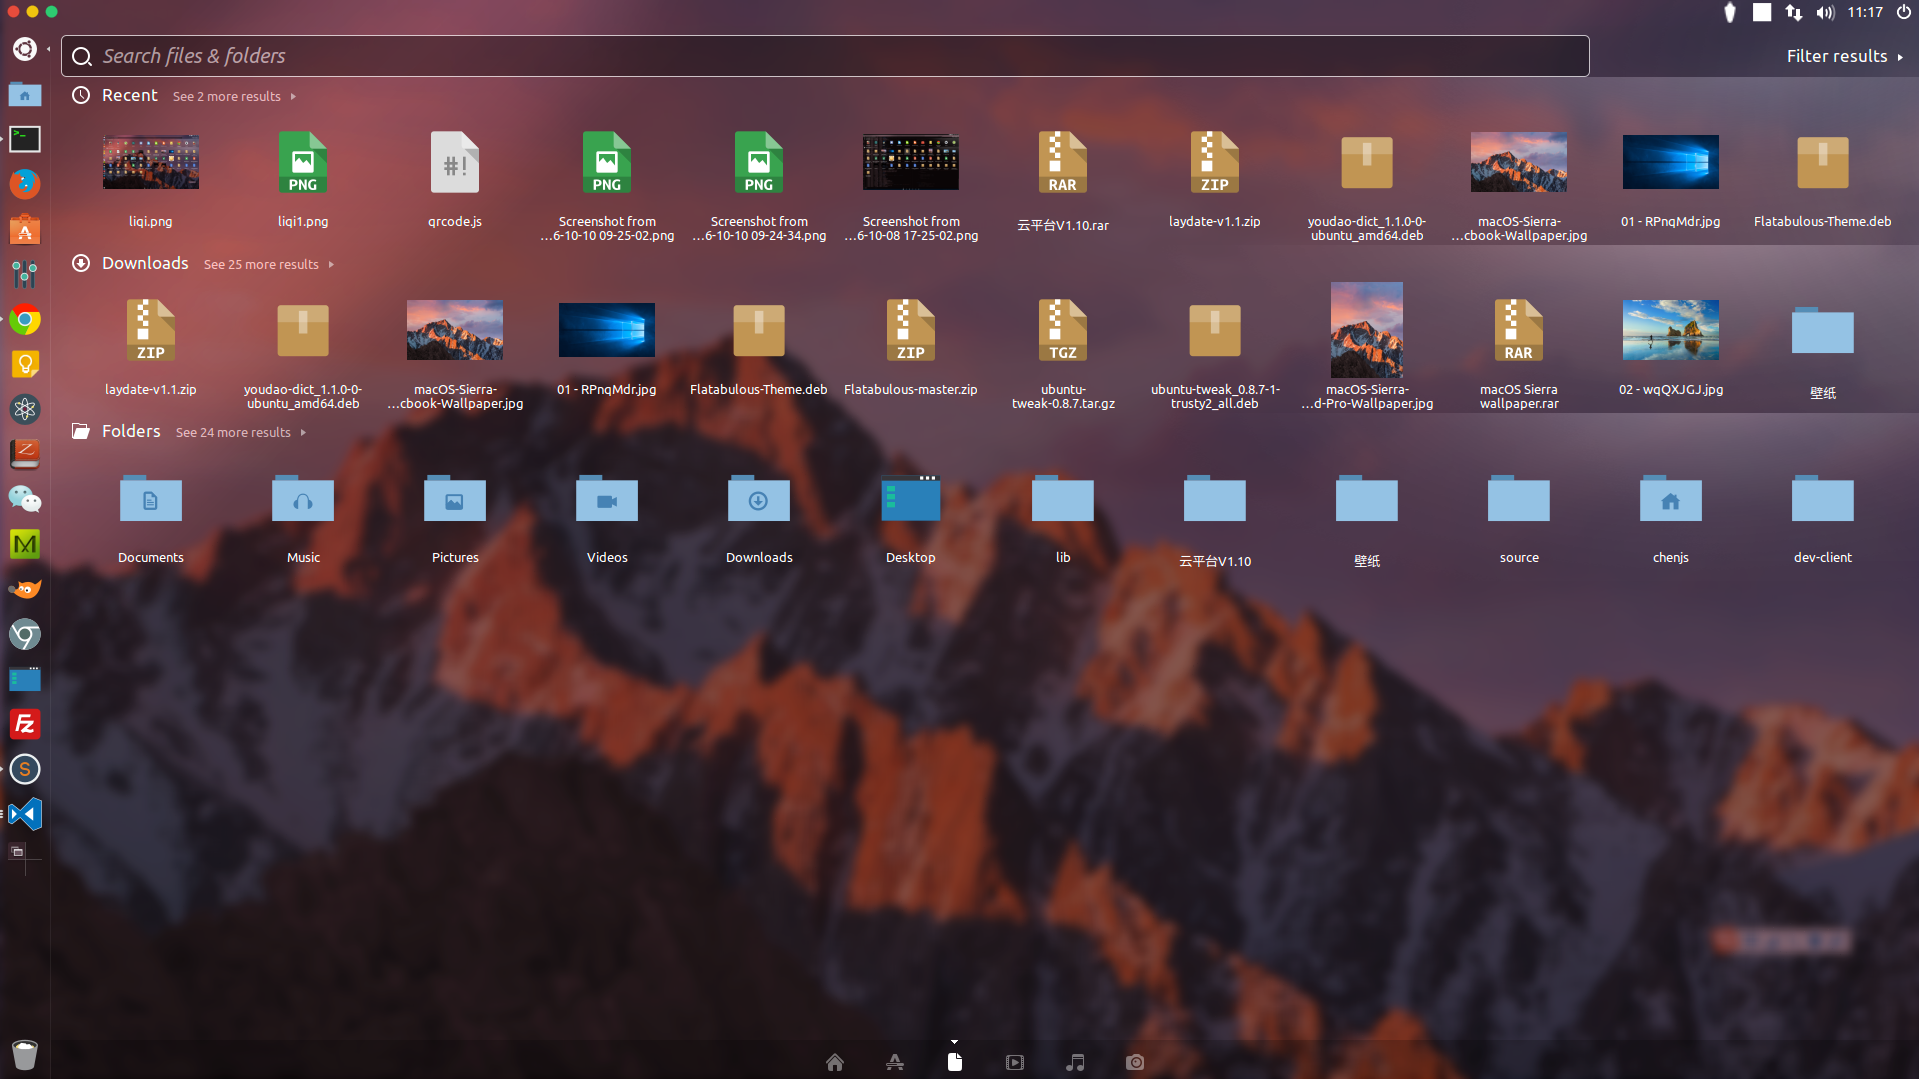 11:17
Search files & folders
Filter results
Recent See 2 more results
PNG
#!
PNG
PNG
RAR
ZIP
liqi.png
liqi1.png
qrcode.js
Screenshot from
...6-10-10 09-25-02.png
Screenshot from
...6-10-10 09-24-34.png
Screenshot from
...6-10-08 17-25-02.png
云平台V1.10.rar
laydate-v1.1.zip
youdao-dict_1.1.0-0-
ubuntu_amd64.deb
macOS-Sierra-
...cbook-Wallpaper.jpg
01 - RPnqMdr.jpg
Flatabulous-Theme.deb
Downloads See 25 more results
ZIP
ZIP
TGZ
RAR
laydate-v1.1.zip
youdao-dict_1.1.0-0-
ubuntu_amd64.deb
macOS-Sierra-
...cbook-Wallpaper.jpg
01 - RPnqMdr.jpg
Flatabulous-Theme.deb
Flatabulous-master.zip
ubuntu-
tweak-0.8.7.tar.gz
ubuntu-tweak_0.8.7-1-
trusty2_all.deb
macOS-Sierra-
...d-Pro-Wallpaper.jpg
macOS Sierra
wallpaper.rar
02 - wqQXJGJ.jpg
壁纸
Folders See 24 more results
Documents
Music
Pictures
Videos
Downloads
Desktop
lib
云平台V1.10
壁纸
source
chenjs
dev-client